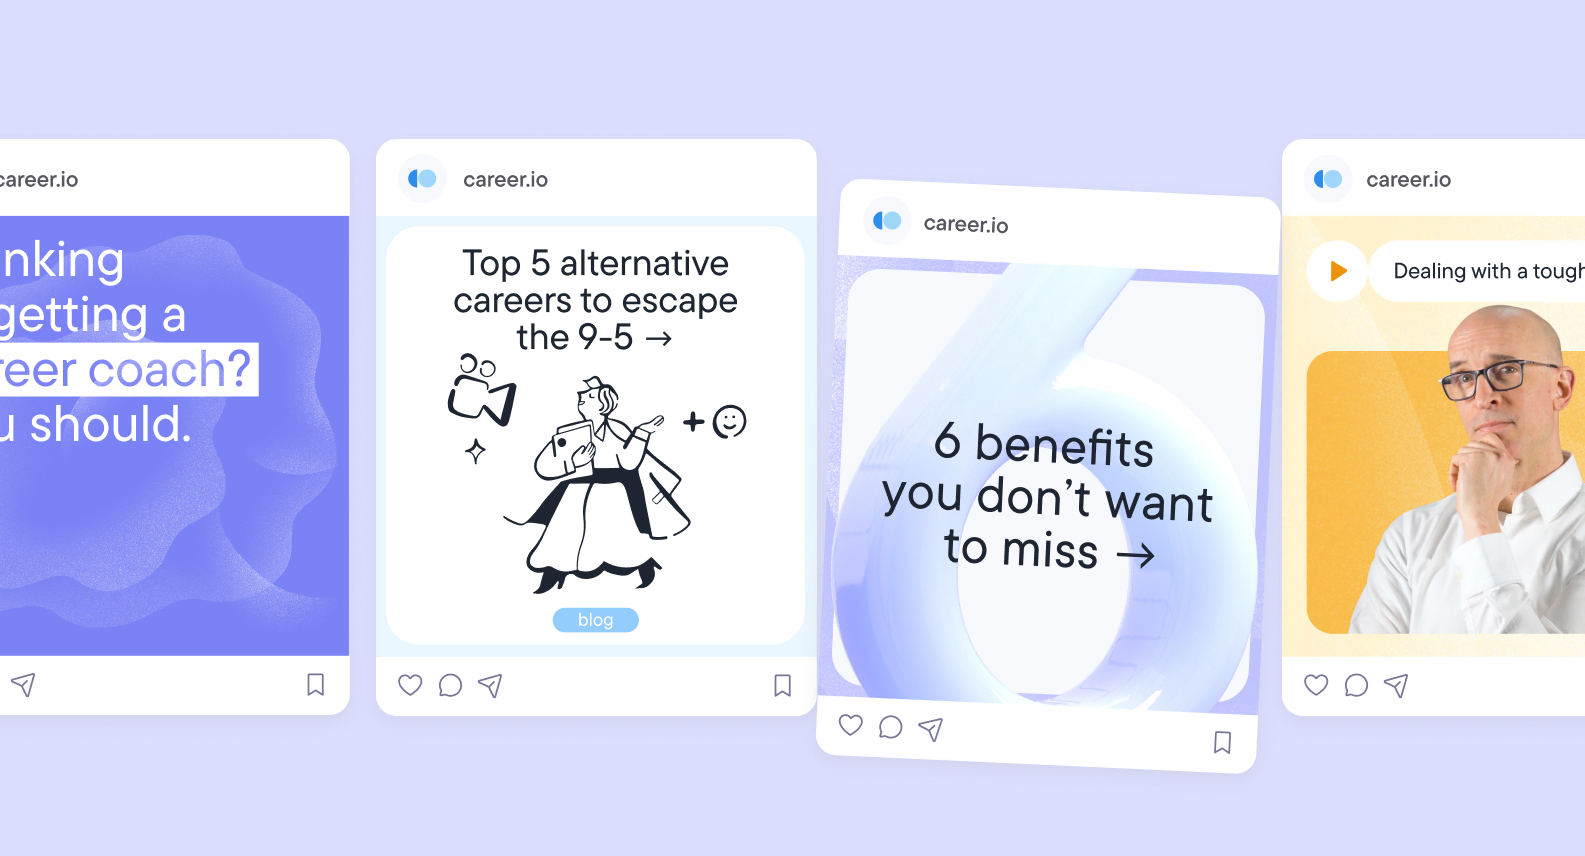 career.io
nking
getting a
reer coach?
u should.
career.io
Top 5 alternative
careers to escape
the 9-5 →
blog
career.io
6 benefits
you don’t want
to miss →
career.io
Dealing with a tough